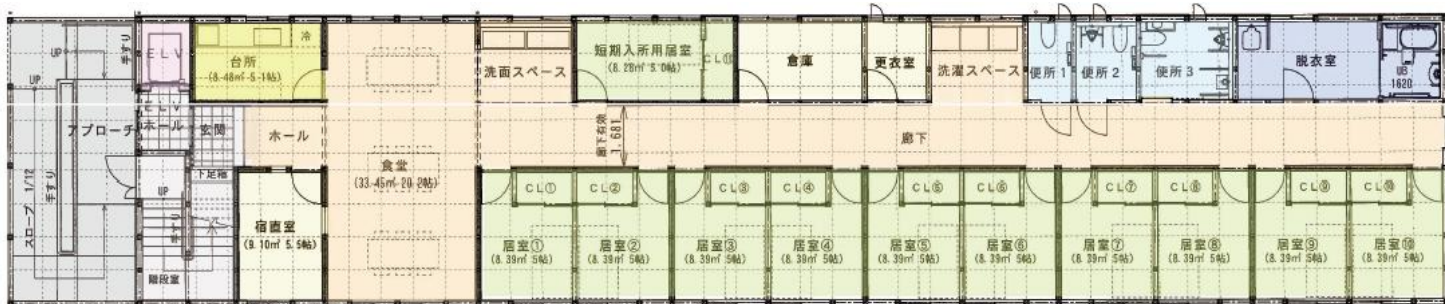 手すり
ELV
台所
(8.48㎡ 5.1帖)
冷
洗面スペース
短期入所用居室
(8.28㎡ 5.0帖)
CL⑪
倉庫
更衣室
洗濯スペース
便所1
便所2
便所3
脱衣室
UB
1620
UP
UP
アプローチ
ELV
ホール
玄関
ホール
食堂
(33.45㎡ 20.2帖)
廊下有効
1.681
廊下
スロープ 1/12
手すり
UP
手すり
階段室
下足箱
宿直室
(9.10㎡ 5.5帖)
CL①
CL②
CL③
CL④
CL⑤
CL⑥
CL⑦
CL⑧
CL⑨
CL⑩
居室①
(8.39㎡ 5帖)
居室②
(8.39㎡ 5帖)
居室③
(8.39㎡ 5帖)
居室④
(8.39㎡ 5帖)
居室⑤
(8.39㎡ 5帖)
居室⑥
(8.39㎡ 5帖)
居室⑦
(8.39㎡ 5帖)
居室⑧
(8.39㎡ 5帖)
居室⑨
(8.39㎡ 5帖)
居室⑩
(8.39㎡ 5帖)